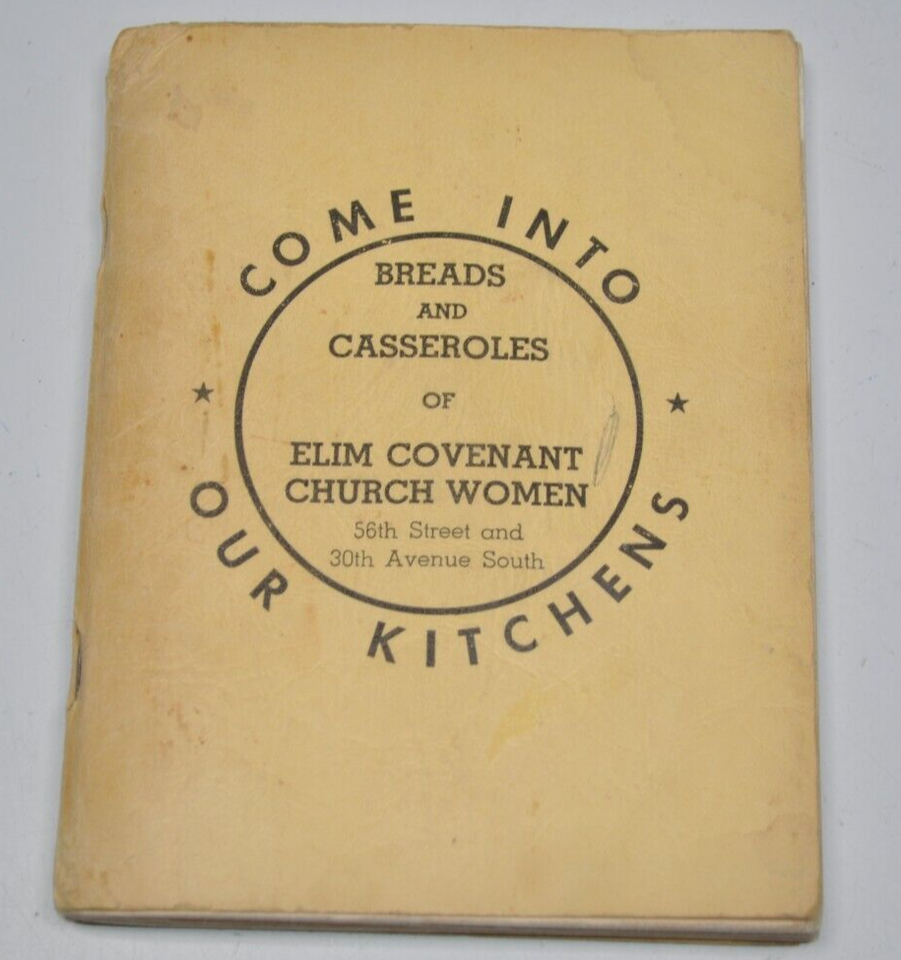 COME INTO
BREADS
AND
CASSEROLES
OF
ELIM COVENANT
CHURCH WOMEN
56th Street and
30th Avenue South
OUR KITCHENS